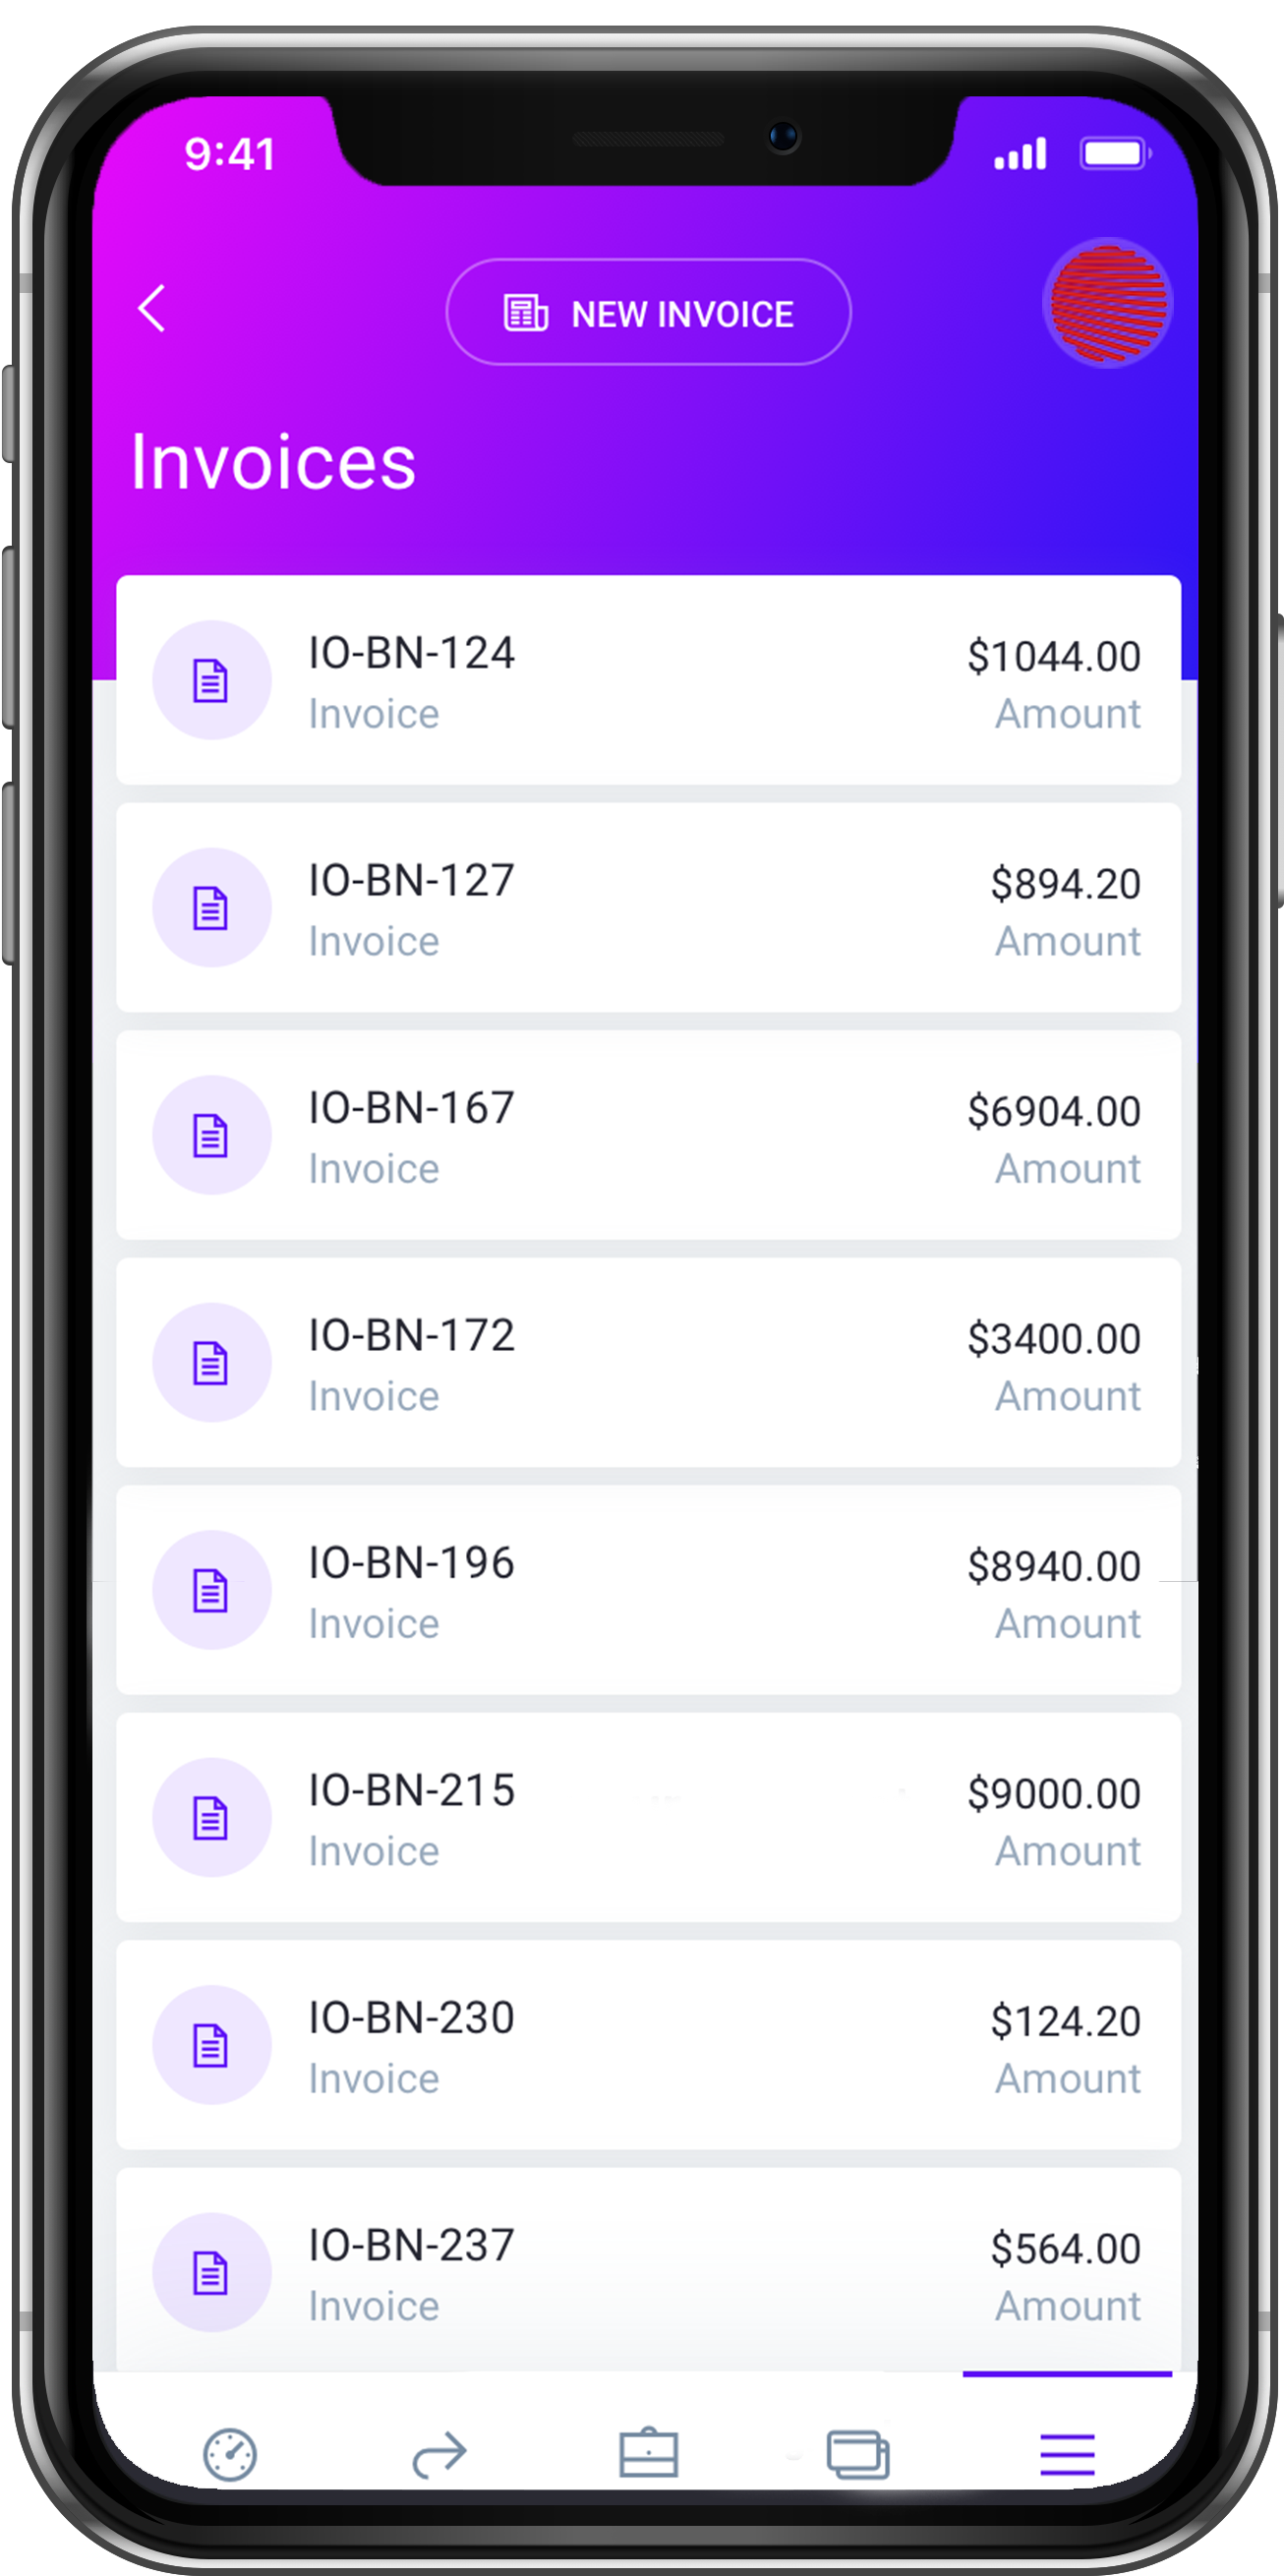 9:41
NEW INVOICE
Invoices
IO-BN-124
$1044.00
Invoice
Amount
IO-BN-127
$894.20
Invoice
Amount
IO-BN-167
$6904.00
Invoice
Amount
IO-BN-172
$3400.00
Invoice
Amount
IO-BN-196
$8940.00
Invoice
Amount
IO-BN-215
$9000.00
Invoice
Amount
IO-BN-230
$124.20
Invoice
Amount
IO-BN-237
$564.00
Invoice
Amount